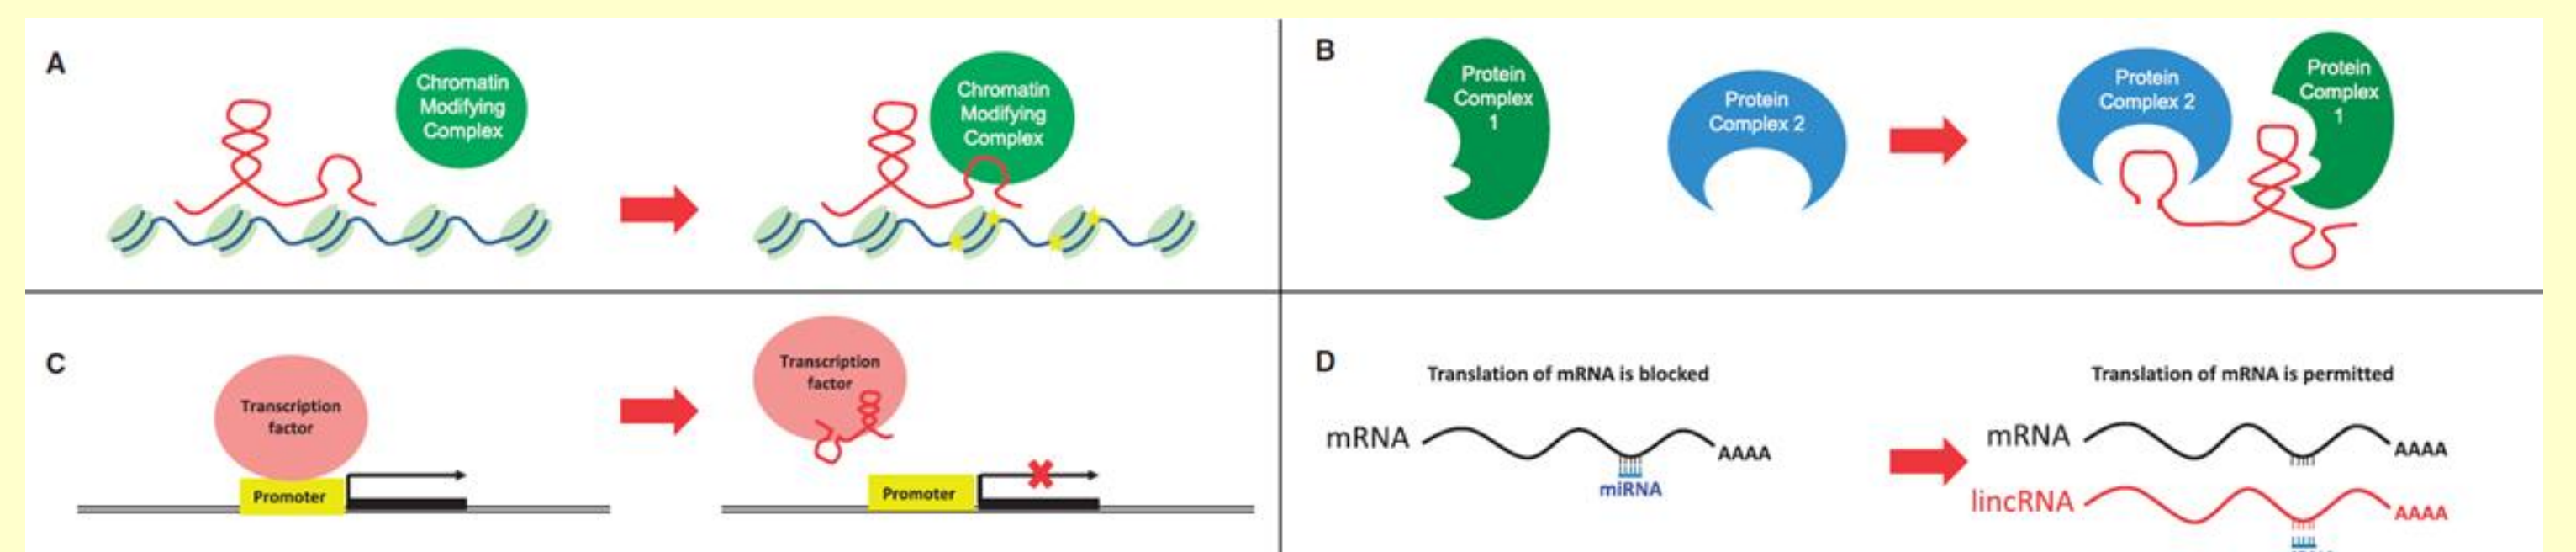 A
Chromatin
Modifying
Complex
Chromatin
Modifying
Complex
B
Protein
Complex
1
Protein
Complex 2
Protein
Complex 2
Protein
Complex
1
C
Transcription
factor
Promoter
Transcription
factor
Promoter
D
Translation of mRNA is blocked
mRNA
AAAA
miRNA
Translation of mRNA is permitted
mRNA
AAAA
lincRNA
AAAA